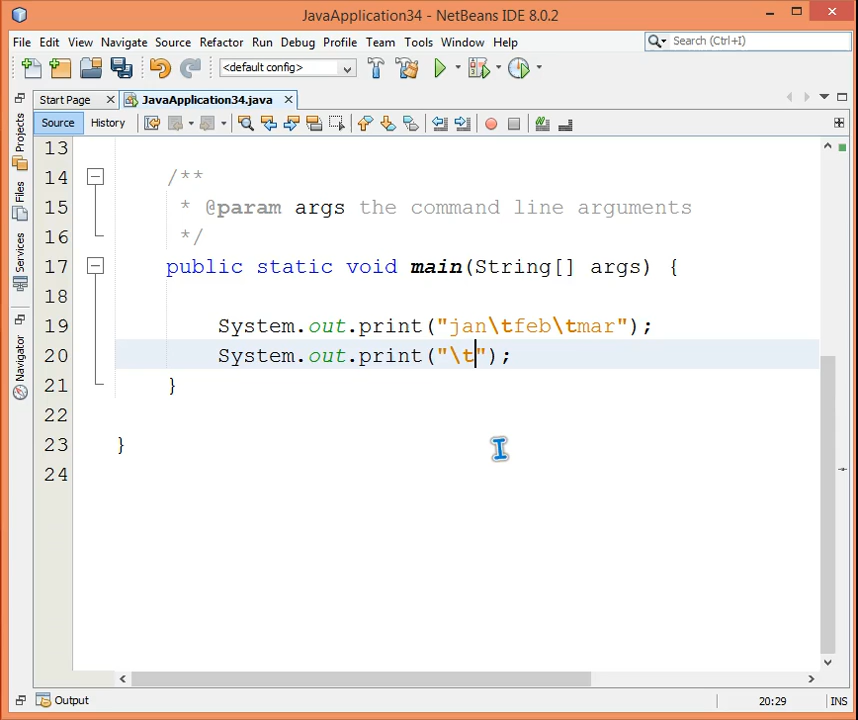 JavaApplication34 - NetBeans IDE 8.0.2
File Edit View Navigate Source Refactor Run Debug Profile Team Tools Window Help
Search (Ctrl+I)
<default config>
Start Page
JavaApplication34.java
Source History
Projects
Files
Services
Navigator
13
14 /**
15 * @param args the command line arguments
16 */
17 public static void main(String[] args) {
18
19 System.out.print("jan\tfeb\tmar");
20 System.out.print("\t");
21 }
22
23 }
24
Output
20:29 INS